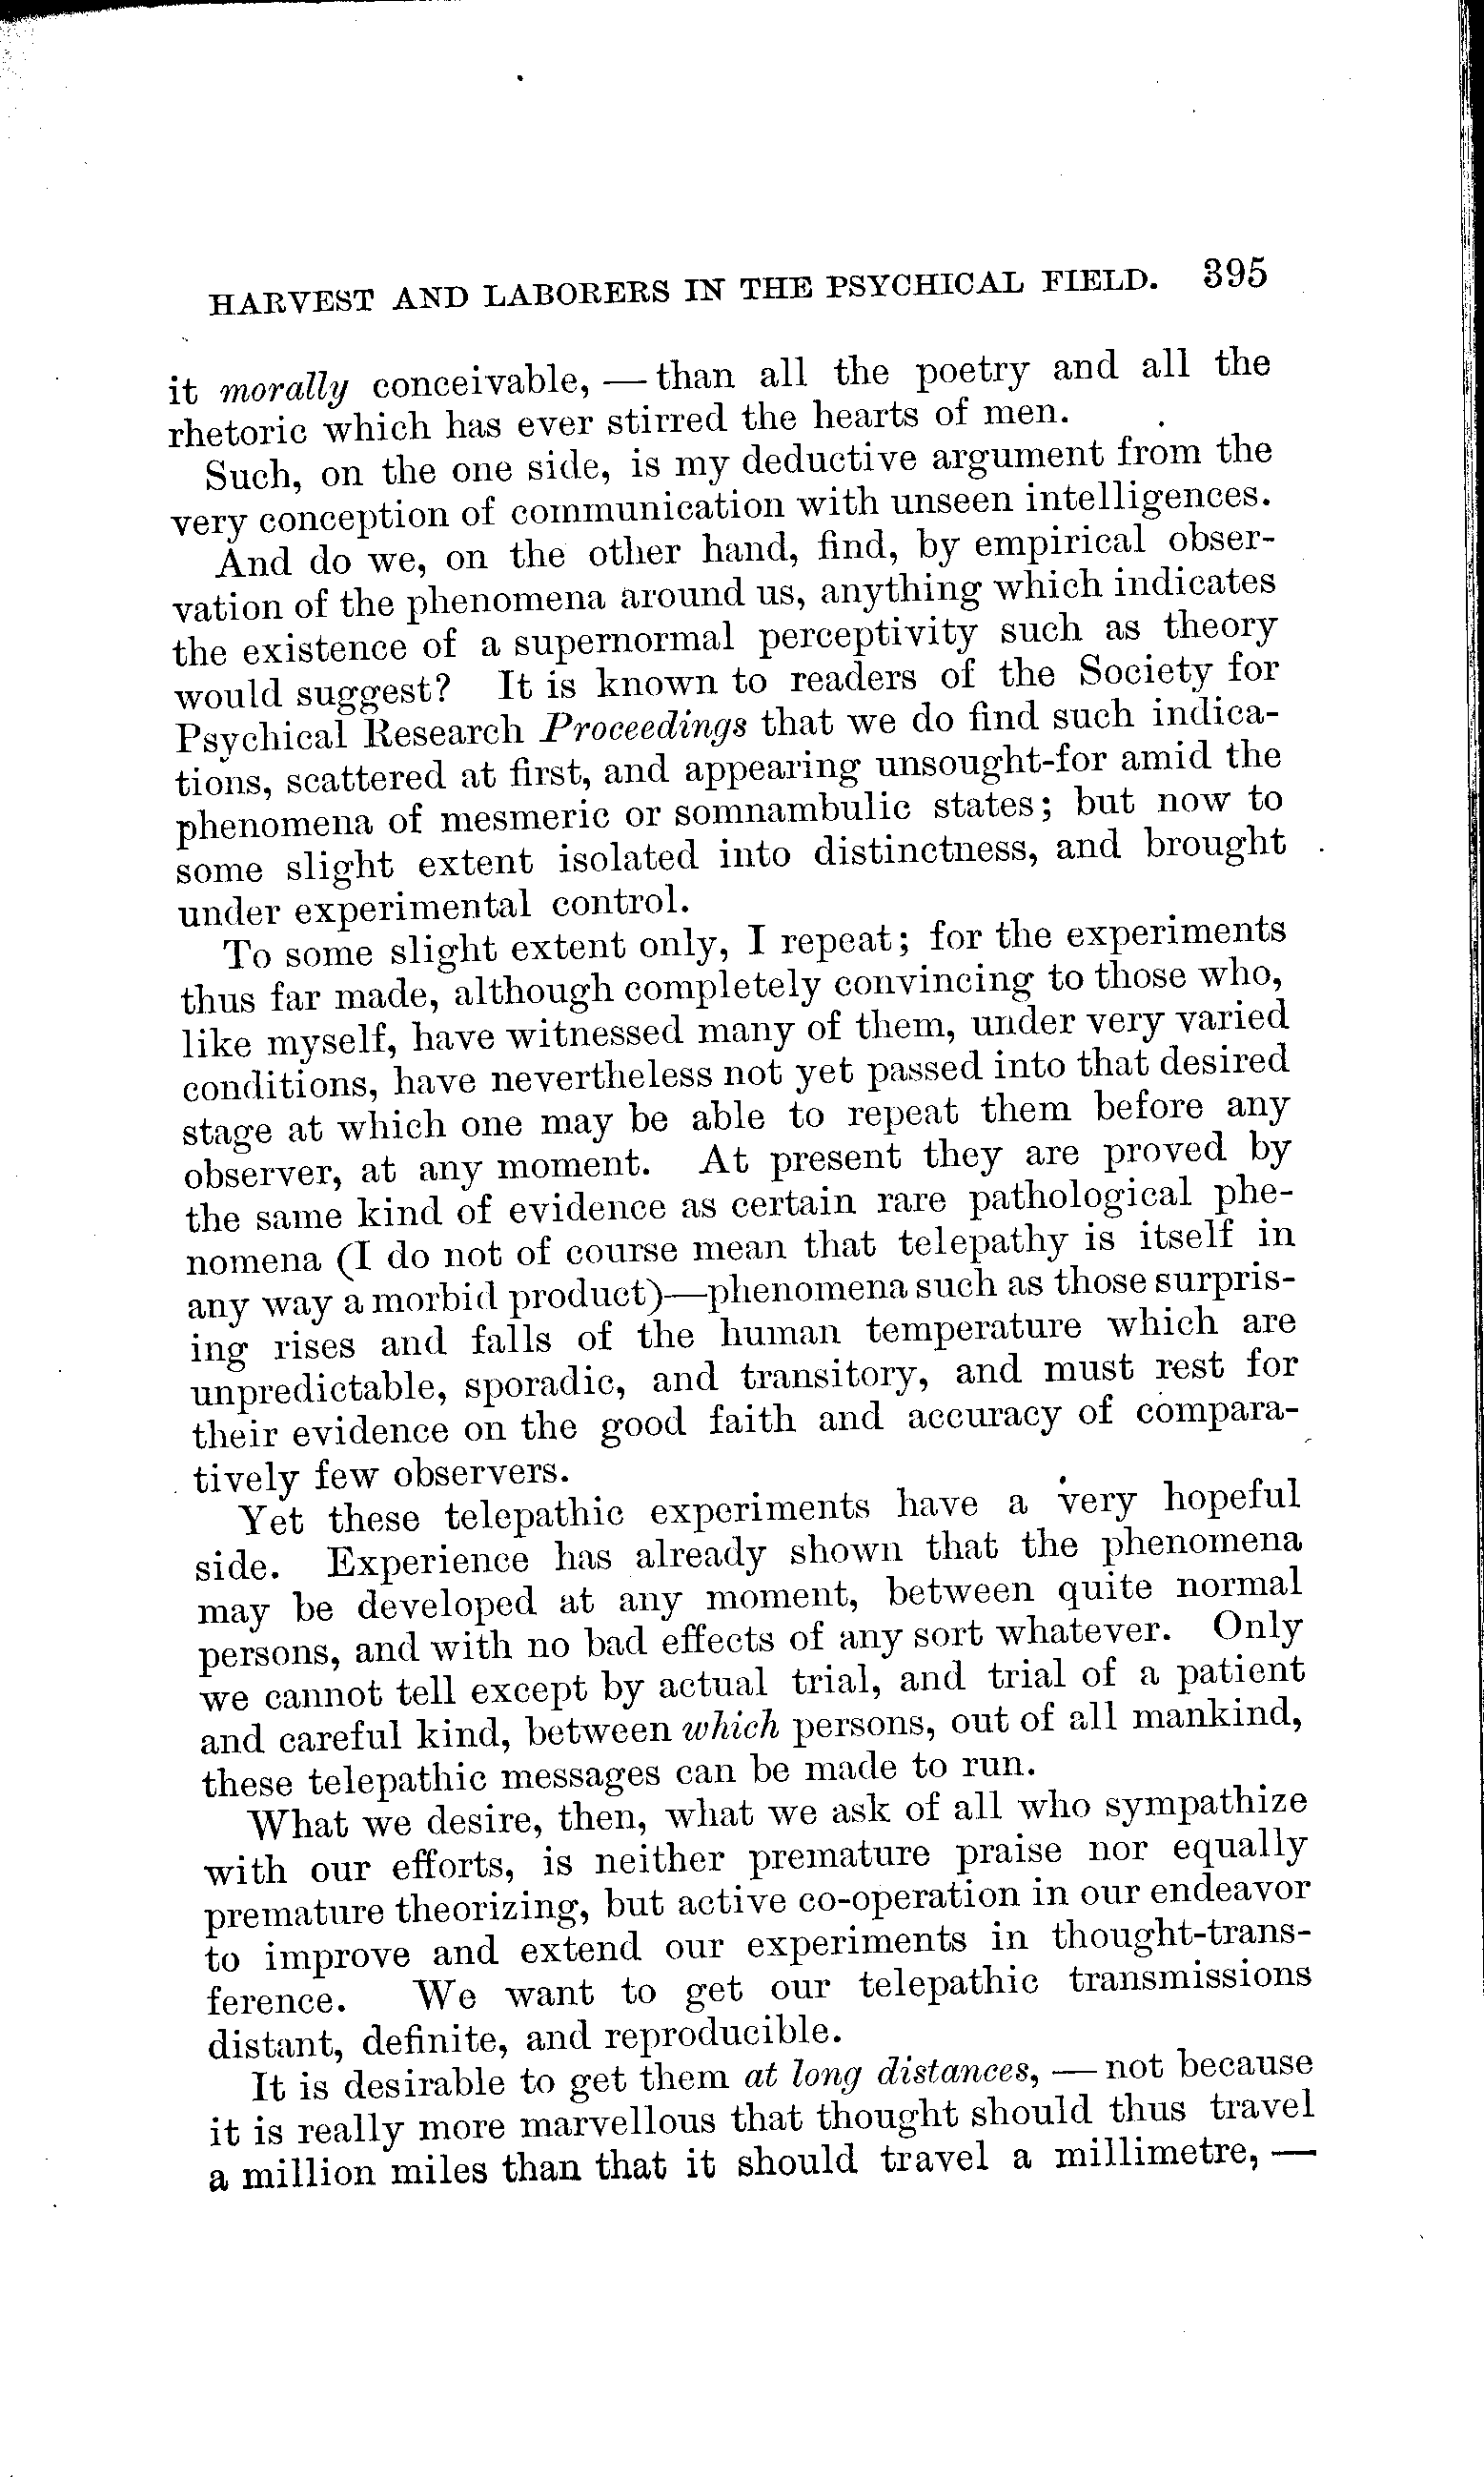 HARVEST AND LABORERS IN THE PSYCHICAL FIELD. 395
it morally conceivable, — than all the poetry and all the
rhetoric which has ever stirred the hearts of men.
Such, on the one side, is my deductive argument from the
very conception of communication with unseen intelligences.
And do we, on the other hand, find, by empirical obser-
vation of the phenomena around us, anything which indicates
the existence of a supernormal perceptivity such as theory
would suggest? It is known to readers of the Society for
Psychical Research Proceedings that we do find such indica-
tions, scattered at first, and appearing unsought-for amid the
phenomena of mesmeric or somnambulic states; but now to
some slight extent isolated into distinctness, and brought
under experimental control.
To some slight extent only, I repeat; for the experiments
thus far made, although completely convincing to those who,
like myself, have witnessed many of them, under very varied
conditions, have nevertheless not yet passed into that desired
stage at which one may be able to repeat them before any
observer, at any moment. At present they are proved by
the same kind of evidence as certain rare pathological phe-
nomena (I do not of course mean that telepathy is itself in
any way a morbid product)—phenomena such as those surpris-
ing rises and falls of the human temperature which are
unpredictable, sporadic, and transitory, and must rest for
their evidence on the good faith and accuracy of compara-
tively few observers.
Yet these telepathic experiments have a very hopeful
side. Experience has already shown that the phenomena
may be developed at any moment, between quite normal
persons, and with no bad effects of any sort whatever. Only
we cannot tell except by actual trial, and trial of a patient
and careful kind, between which persons, out of all mankind,
these telepathic messages can be made to run.
What we desire, then, what we ask of all who sympathize
with our efforts, is neither premature praise nor equally
premature theorizing, but active co-operation in our endeavor
to improve and extend our experiments in thought-trans-
ference. We want to get our telepathic transmissions
distant, definite, and reproducible.
It is desirable to get them at long distances, — not because
it is really more marvellous that thought should thus travel
a million miles than that it should travel a millimetre, —